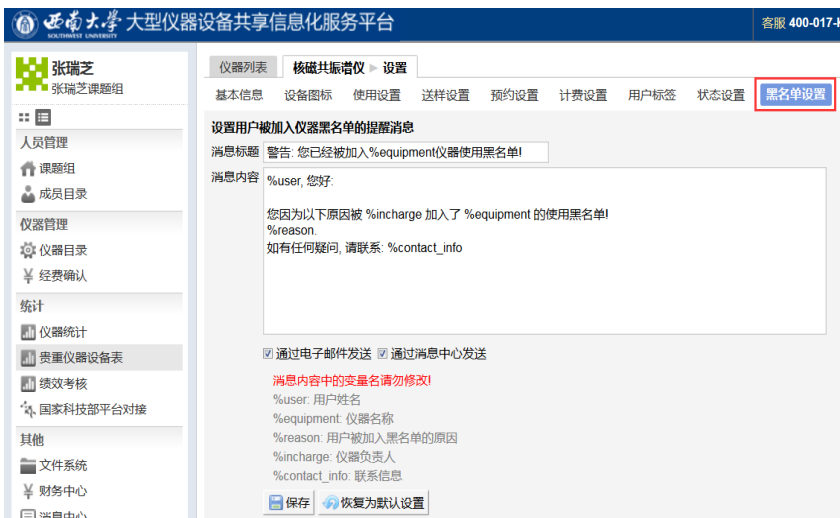 西南大学 大型仪器设备共享信息化服务平台
SOUTHWEST UNIVERSITY
客服 400-017-
张瑞芝
张瑞芝课题组
人员管理
课题组
成员目录
仪器管理
仪器目录
经费确认
统计
仪器统计
贵重仪器设备表
绩效考核
国家科技部平台对接
其他
文件系统
财务中心
消息中心
仪器列表
核磁共振谱仪 ▶ 设置
基本信息 设备图标 使用设置 送样设置 预约设置 计费设置 用户标签 状态设置 黑名单设置
设置用户被加入仪器黑名单的提醒消息
消息标题 警告: 您已经被加入%equipment仪器使用黑名单!
消息内容 %user, 您好:
您因为以下原因被 %incharge 加入了 %equipment 的使用黑名单!
%reason.
如有任何疑问, 请联系: %contact_info
通过电子邮件发送 通过消息中心发送
消息内容中的变量名请勿修改!
%user: 用户姓名
%equipment: 仪器名称
%reason: 用户被加入黑名单的原因
%incharge: 仪器负责人
%contact_info: 联系信息
保存 恢复为默认设置